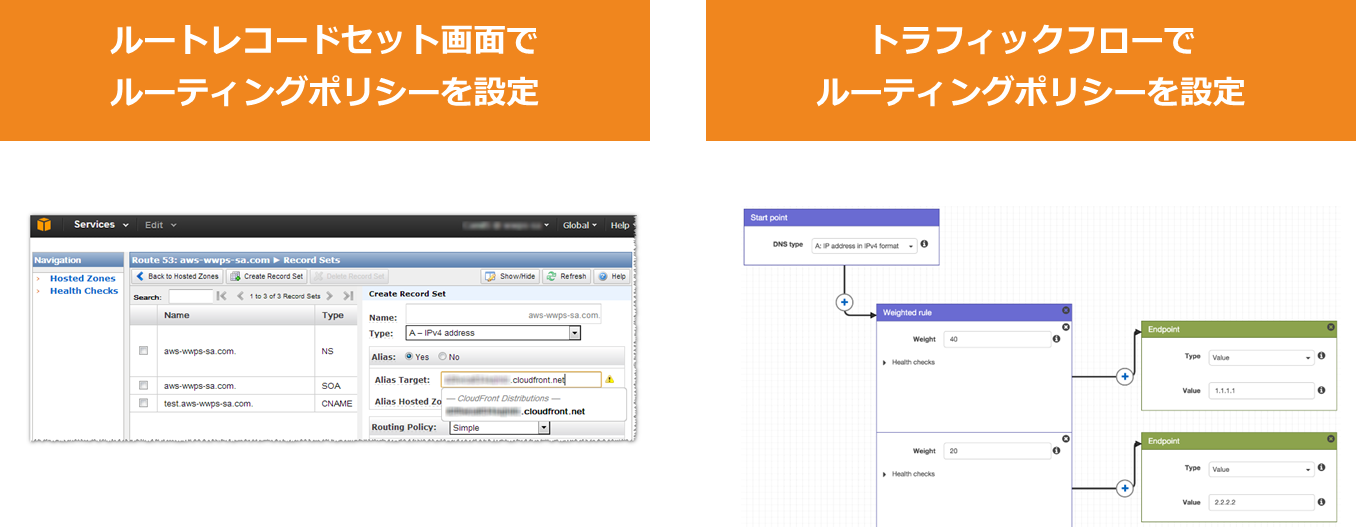 ルートレコードセット画面で
ルーティングポリシーを設定
トラフィックフローで
ルーティングポリシーを設定
Services Edit Global Help
Navigation
Hosted Zones
Health Checks
Route 53: aws-wwps-sa.com ▸ Record Sets
Back to Hosted Zones Create Record Set Delete Record Set Show/Hide Refresh Help
Search: 1 to 3 of 3 Record Sets
Name Type
aws-wwps-sa.com. NS
aws-wwps-sa.com. SOA
test.aws-wwps-sa.com. CNAME
Create Record Set
Name: aws-wwps-sa.com.
Type: A – IPv4 address
Alias: Yes No
Alias Target: .cloudfront.net
Alias Hosted Zo
— CloudFront Distributions —
.cloudfront.net
Routing Policy: Simple
Start point
DNS type A: IP address in IPv4 format
Weighted rule
Weight 40
Health checks
Weight 20
Health checks
Endpoint
Type Value
Value 1.1.1.1
Endpoint
Type Value
Value 2.2.2.2